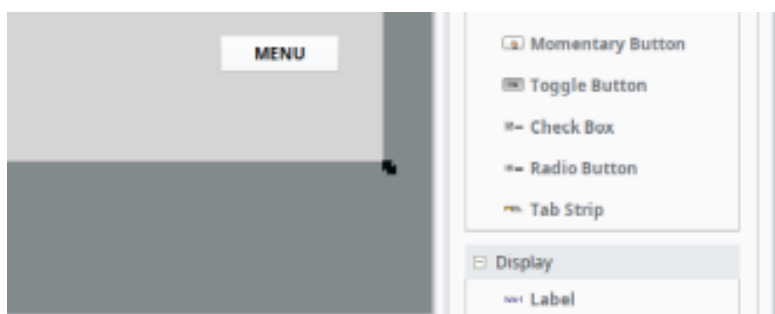 MENU
Momentary Button
Toggle Button
Check Box
Radio Button
Tab Strip
Display
Label